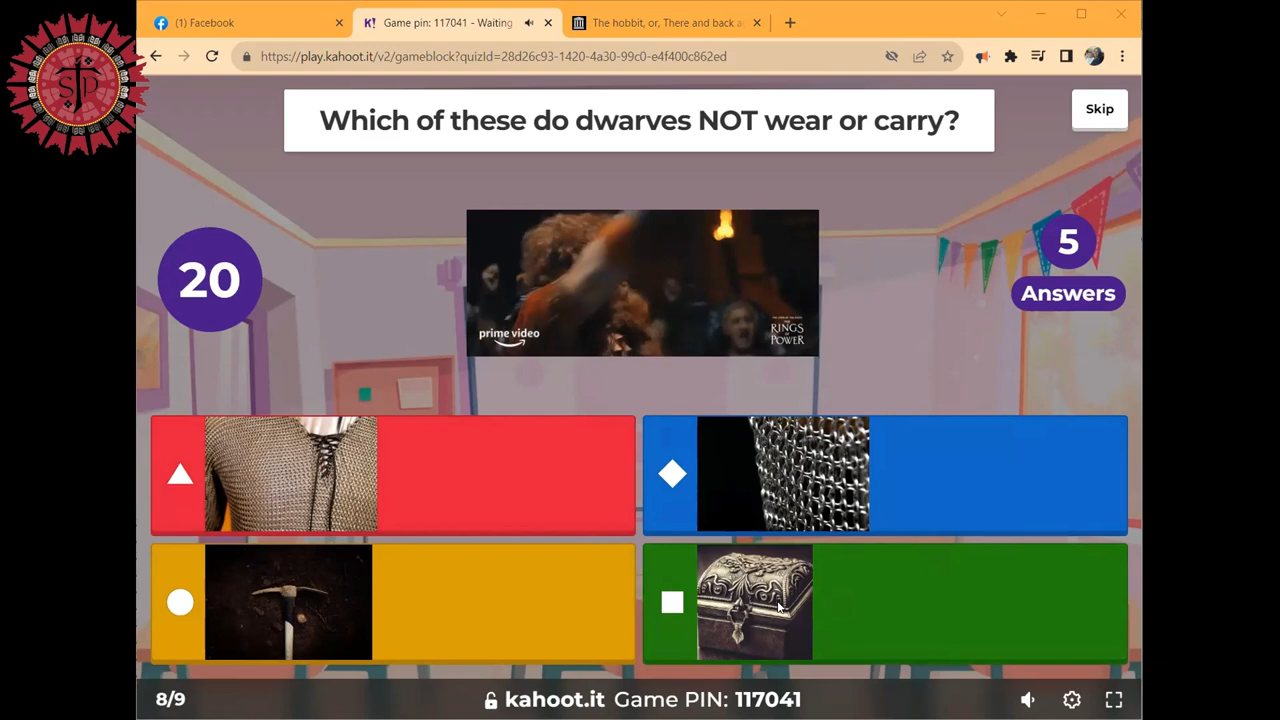 (1) Facebook
K! Game pin: 117041 - Waiting
The hobbit, or, There and back a
https://play.kahoot.it/v2/gameblock?quizId=28d26c93-1420-4a30-99c0-e4f400c862ed
STP
Which of these do dwarves NOT wear or carry?
Skip
20
5
Answers
prime video
RINGS
OF
POWER
8/9
kahoot.it Game PIN: 117041